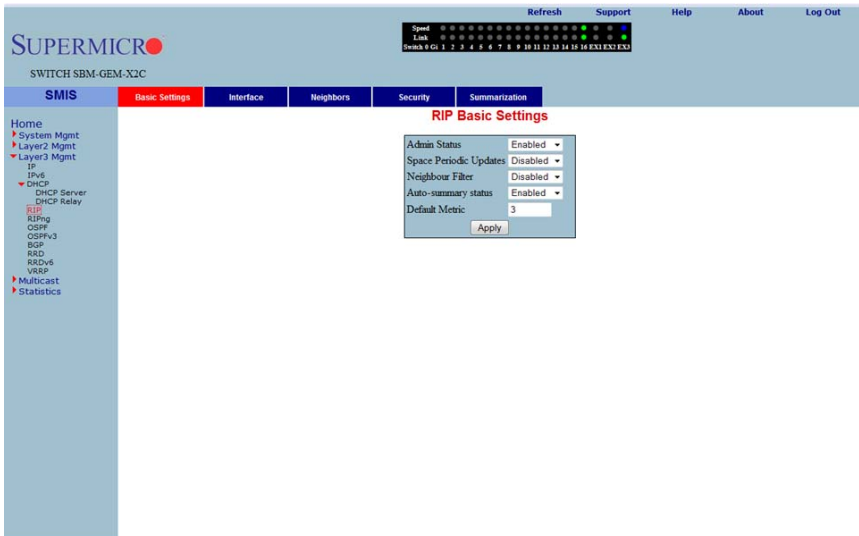 Refresh Support Help About Log Out
Speed
Link
Switch 0 Gi 1 2 3 4 5 6 7 8 9 10 11 12 13 14 15 16 EX1 EX2 EX3
SUPERMICRO
SWITCH SBM-GEM-X2C
SMIS
Basic Settings Interface Neighbors Security Summarization
Home
System Mgmt
Layer2 Mgmt
Layer3 Mgmt
IP
IPv6
DHCP
DHCP Server
DHCP Relay
RIP
RIPng
OSPF
OSPFv3
BGP
RRD
RRDv6
VRRP
Multicast
Statistics
RIP Basic Settings
Admin Status Enabled
Space Periodic Updates Disabled
Neighbour Filter Disabled
Auto-summary status Enabled
Default Metric 3
Apply